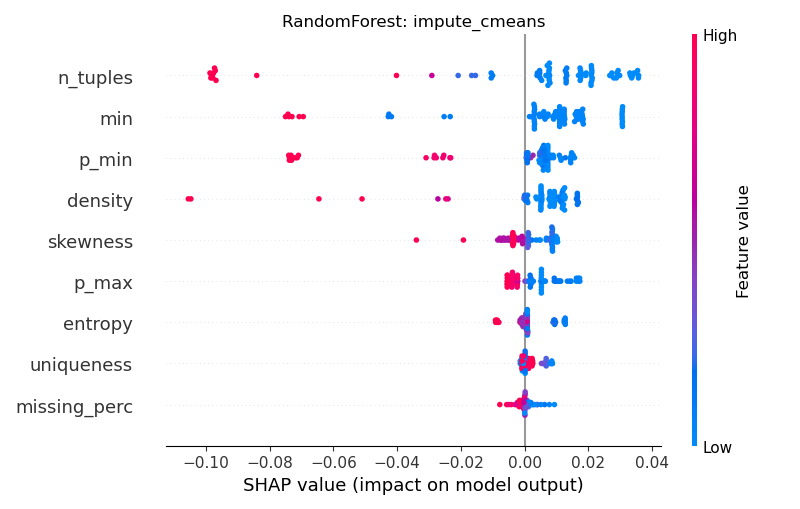 RandomForest: impute_cmeans
High
n_tuples
min
p_min
density
skewness
p_max
entropy
uniqueness
missing_perc
Feature value
Low
−0.10 −0.08 −0.06 −0.04 −0.02 0.00 0.02 0.04
SHAP value (impact on model output)